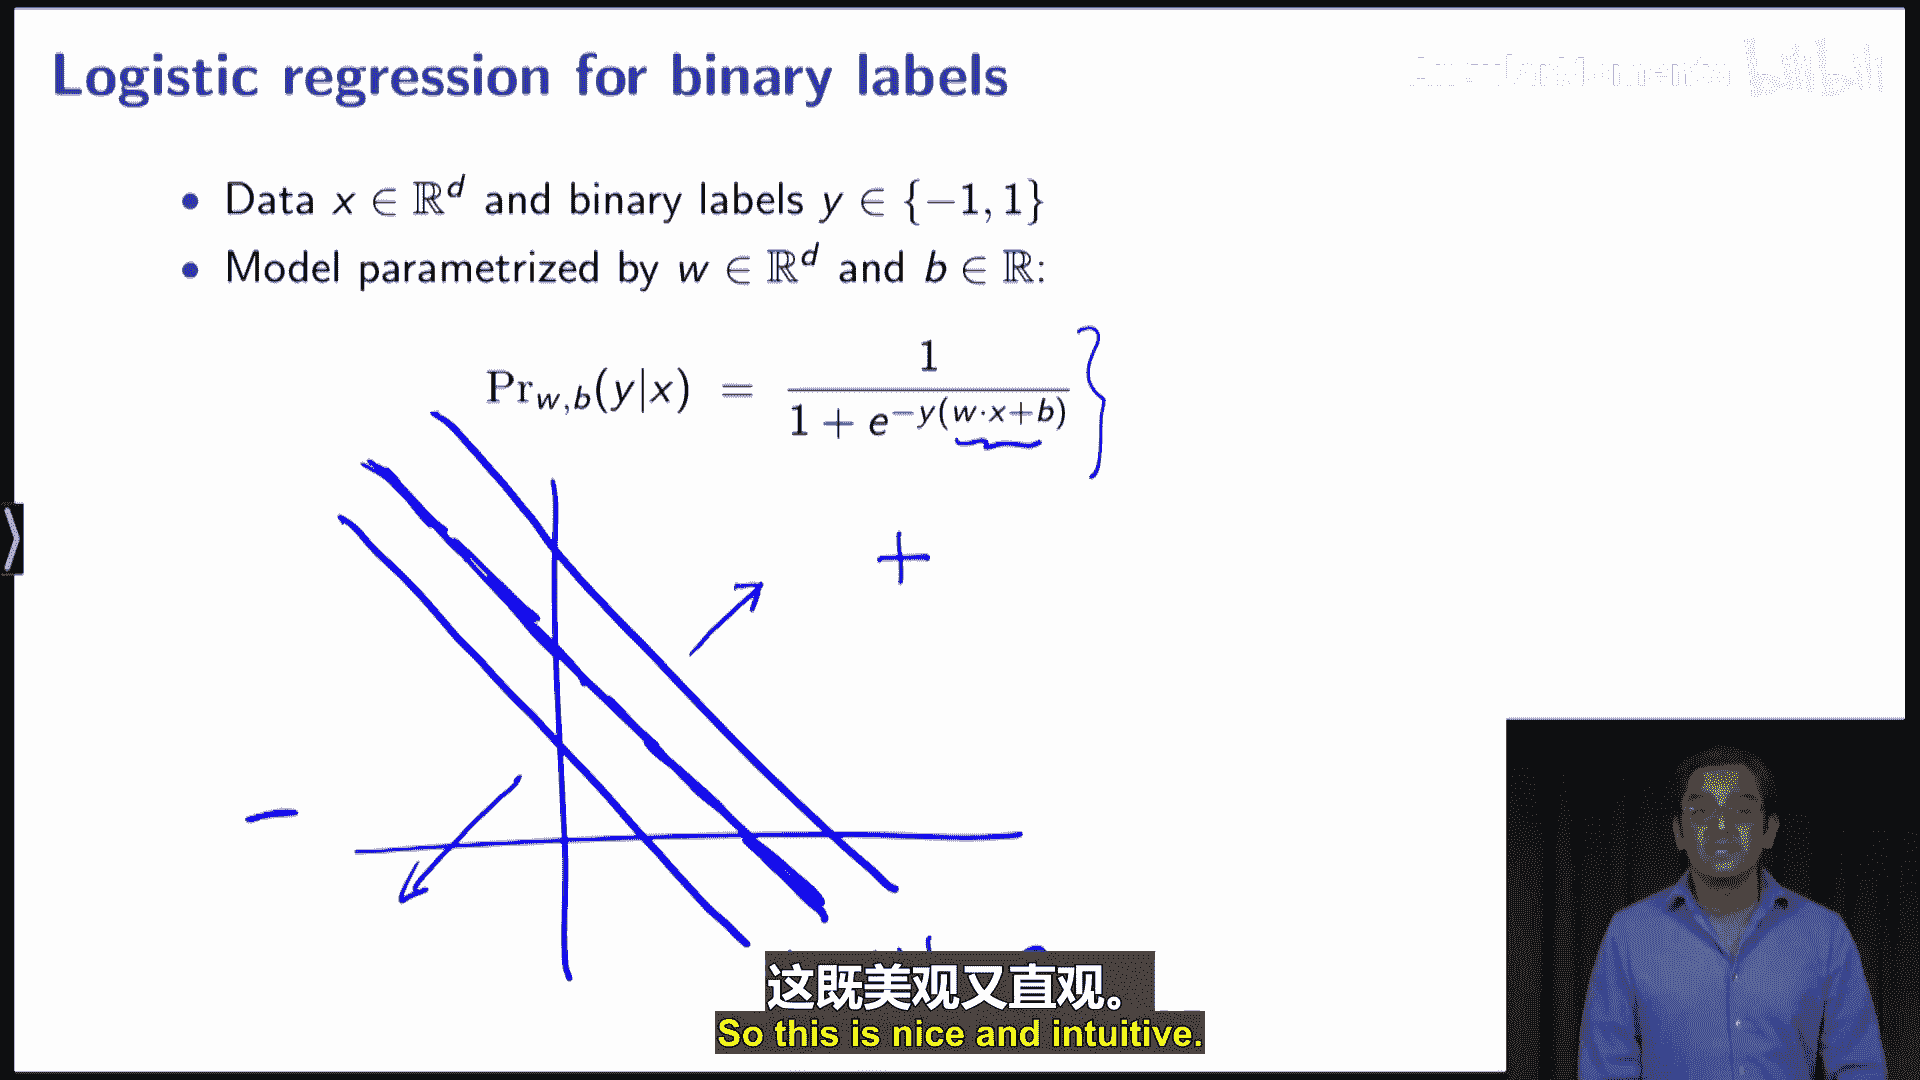 Logistic regression for binary labels
bilibili
• Data x ∈ ℝ^d and binary labels y ∈ {−1, 1}
• Model parametrized by w ∈ ℝ^d and b ∈ ℝ:
Pr_{w,b}(y|x) = 1 / (1 + e^{−y(w·x+b)})
+
−
这既美观又直观。
So this is nice and intuitive.